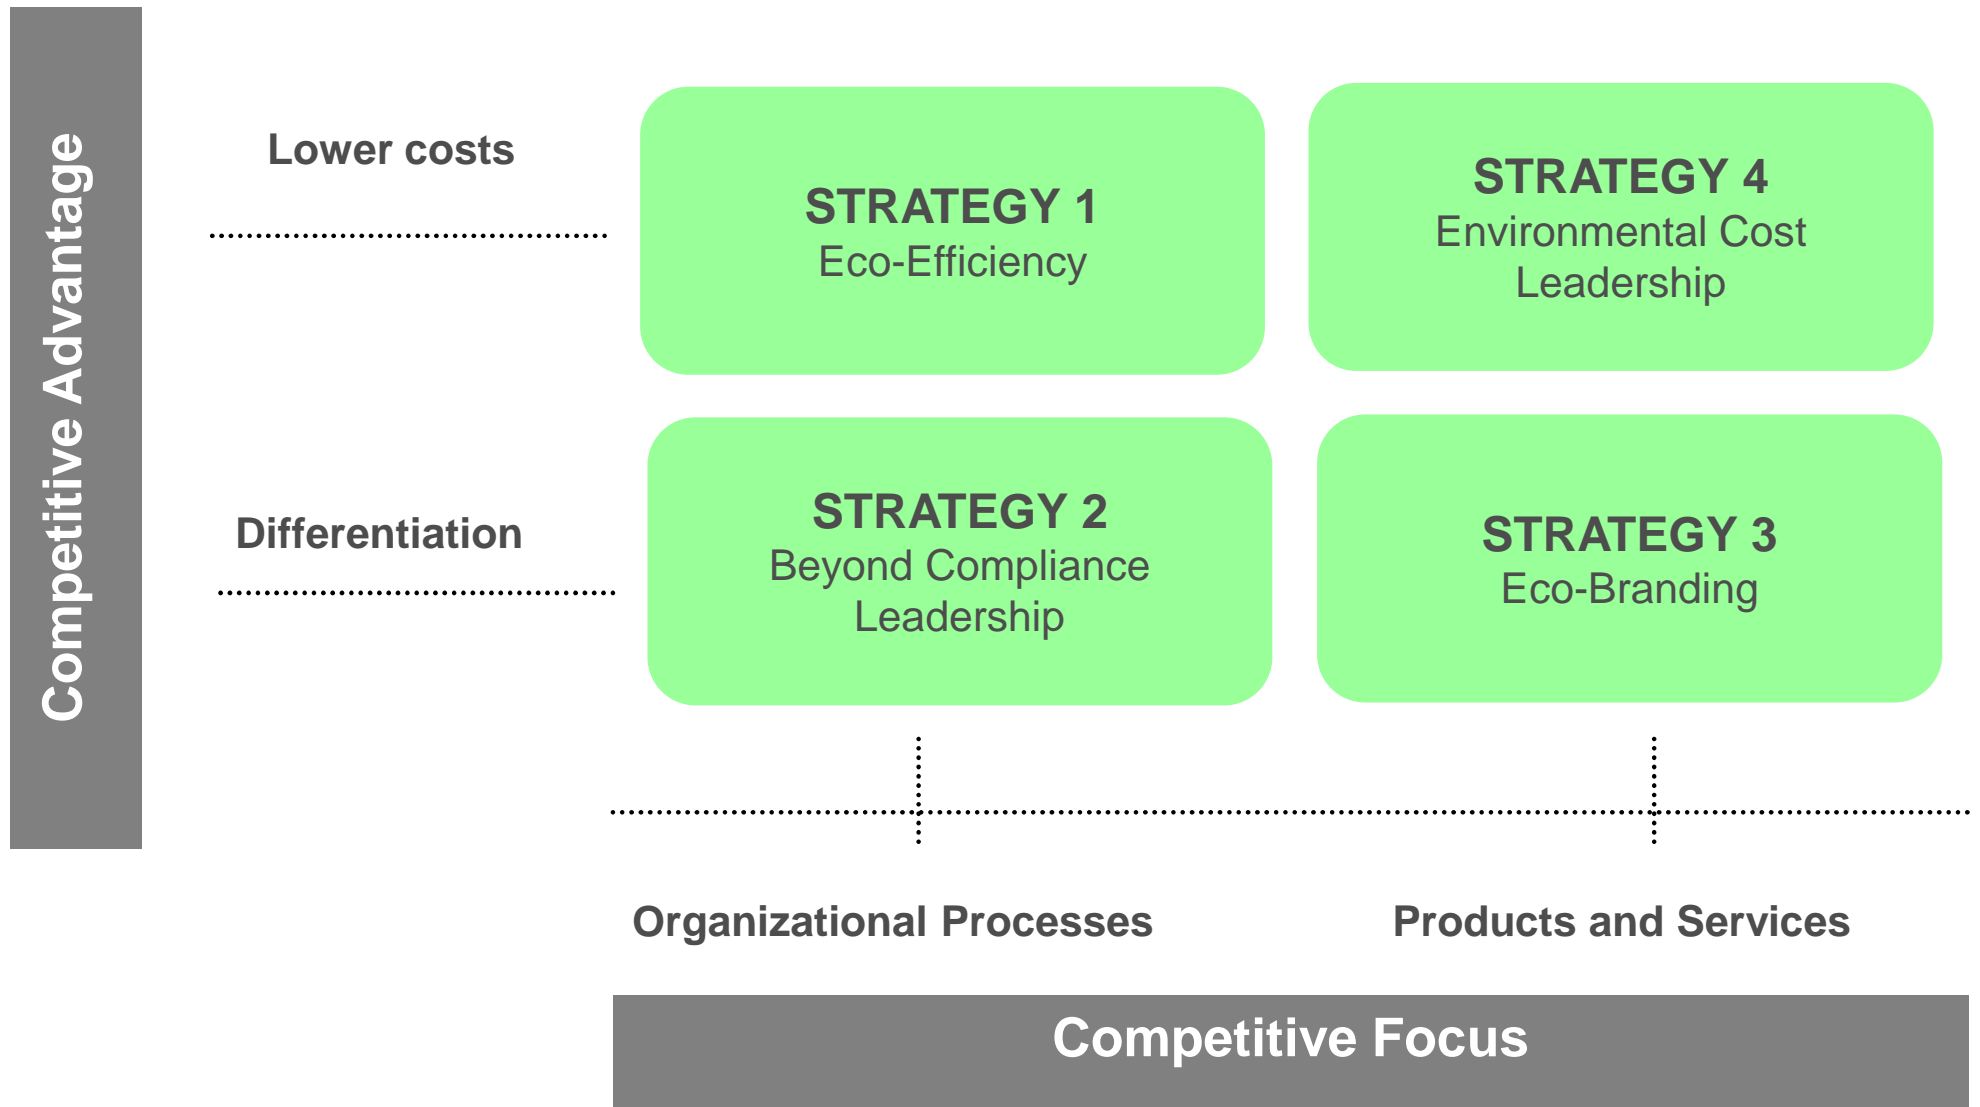 Competitive Advantage
Lower costs
STRATEGY 1
Eco-Efficiency
STRATEGY 4
Environmental Cost
Leadership
Differentiation
STRATEGY 2
Beyond Compliance
Leadership
STRATEGY 3
Eco-Branding
Organizational Processes
Products and Services
Competitive Focus